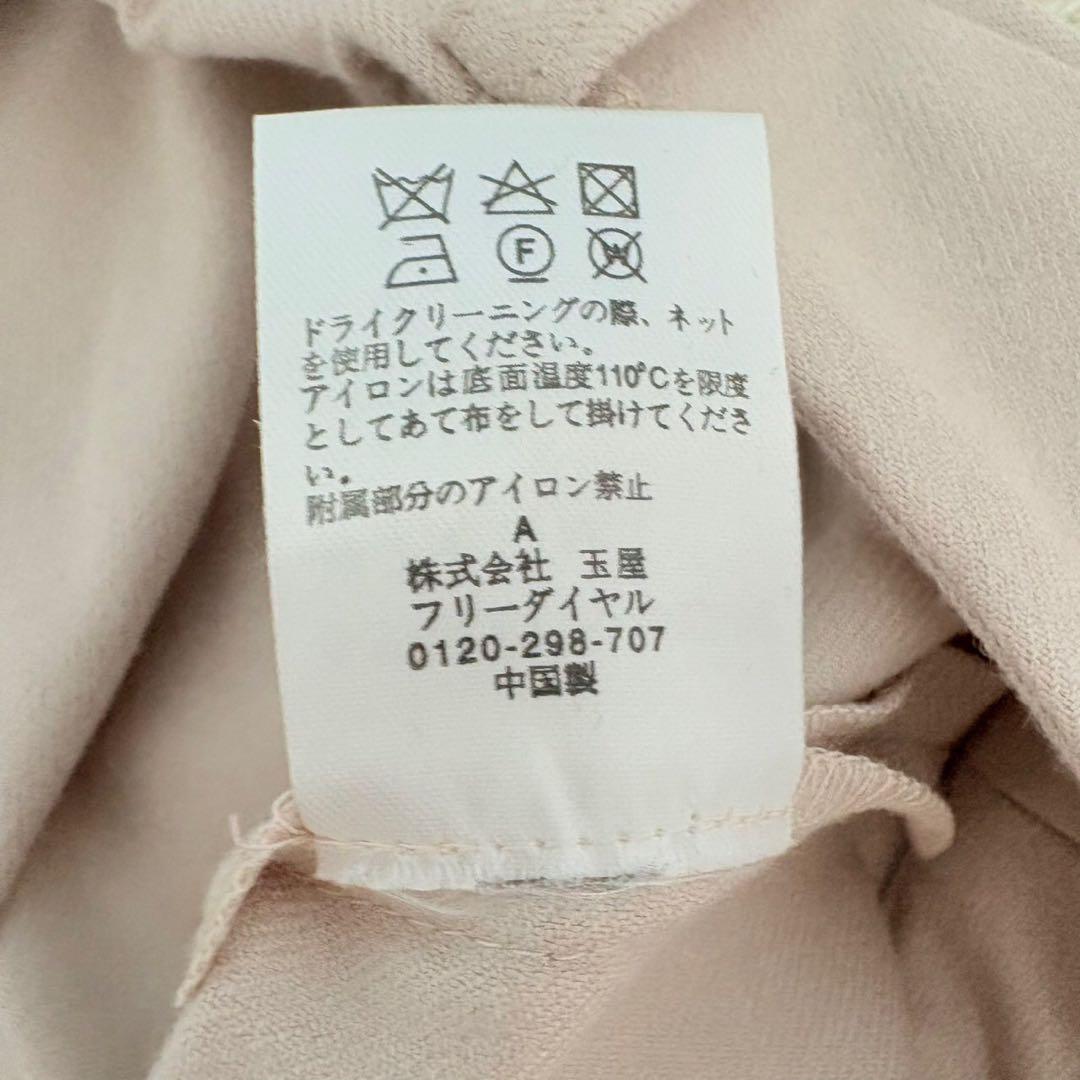 F W
ドライクリーニングの際、ネット
を使用してください。
アイロンは底面温度110℃を限度
としてあて布をして掛けてくださ
い。
附属部分のアイロン禁止
A
株式会社 玉屋
フリーダイヤル
0120-298-707
中国製